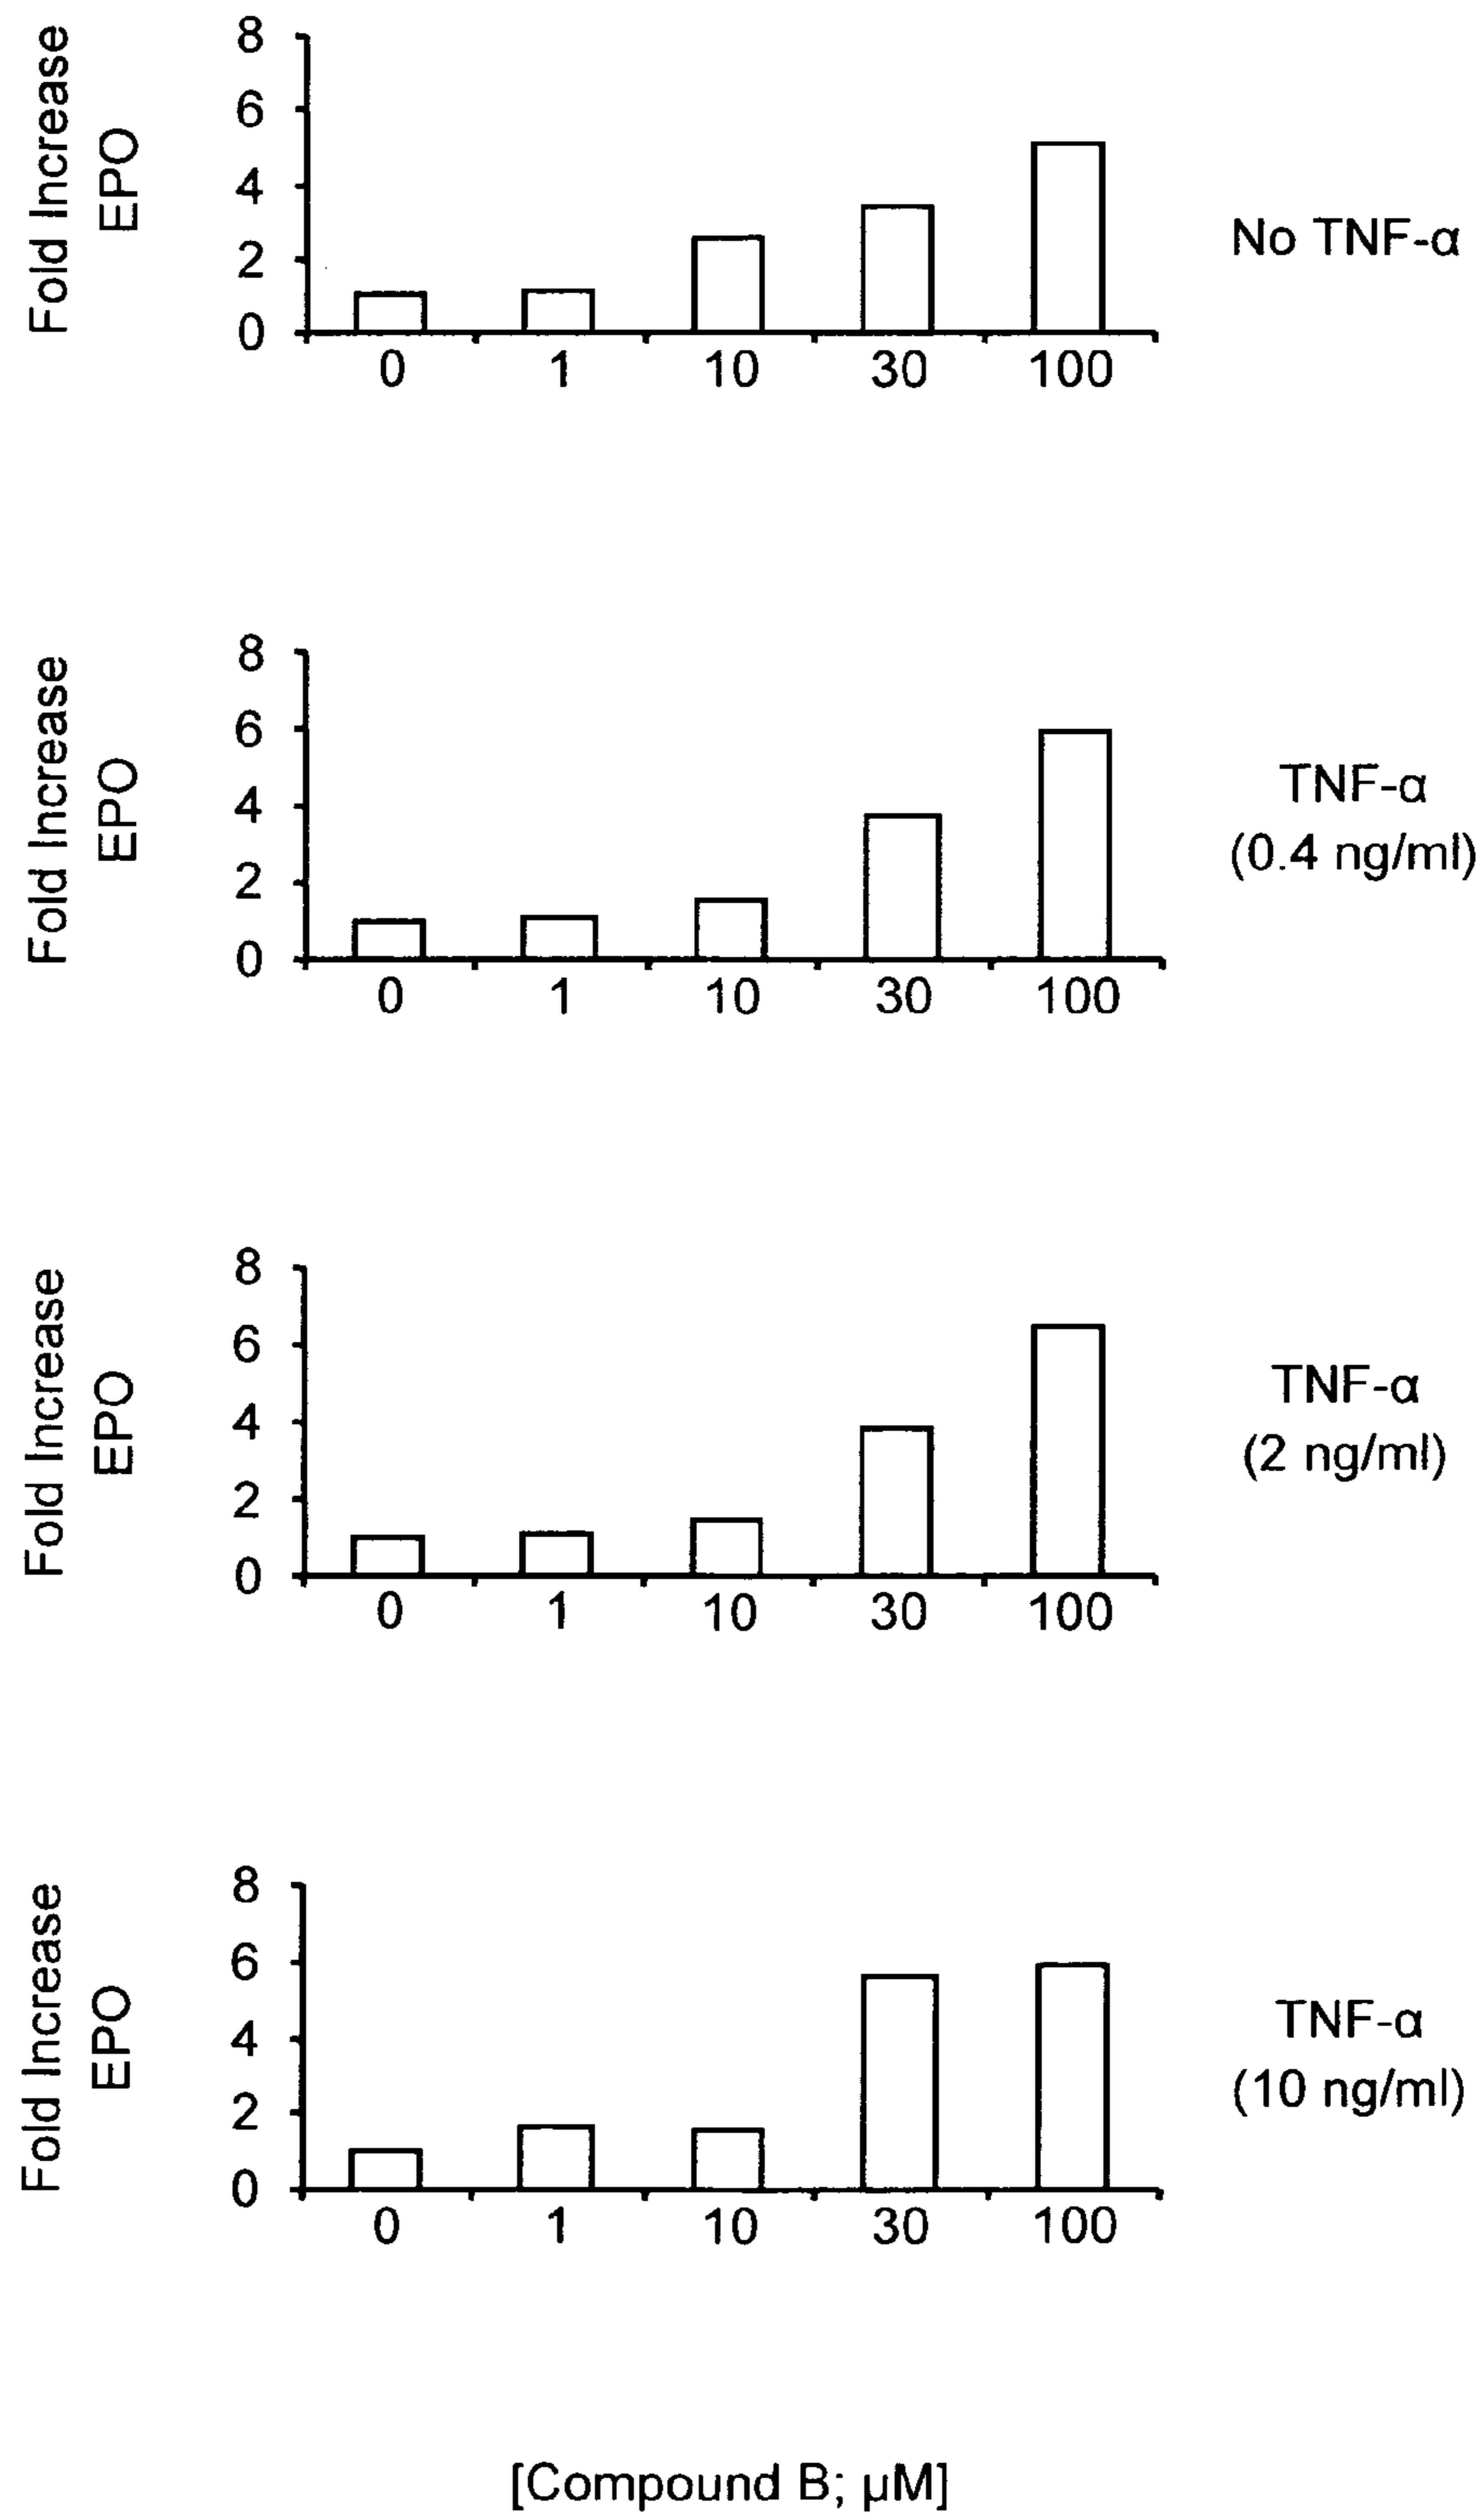 Fold Increase
EPO
8
6
4
2
0
0 1 10 30 100
No TNF-α
Fold Increase
EPO
8
6
4
2
0
0 1 10 30 100
TNF-α
(0.4 ng/ml)
Fold Increase
EPO
8
6
4
2
0
0 1 10 30 100
TNF-α
(2 ng/ml)
Fold Increase
EPO
8
6
4
2
0
0 1 10 30 100
TNF-α
(10 ng/ml)
[Compound B; μM]